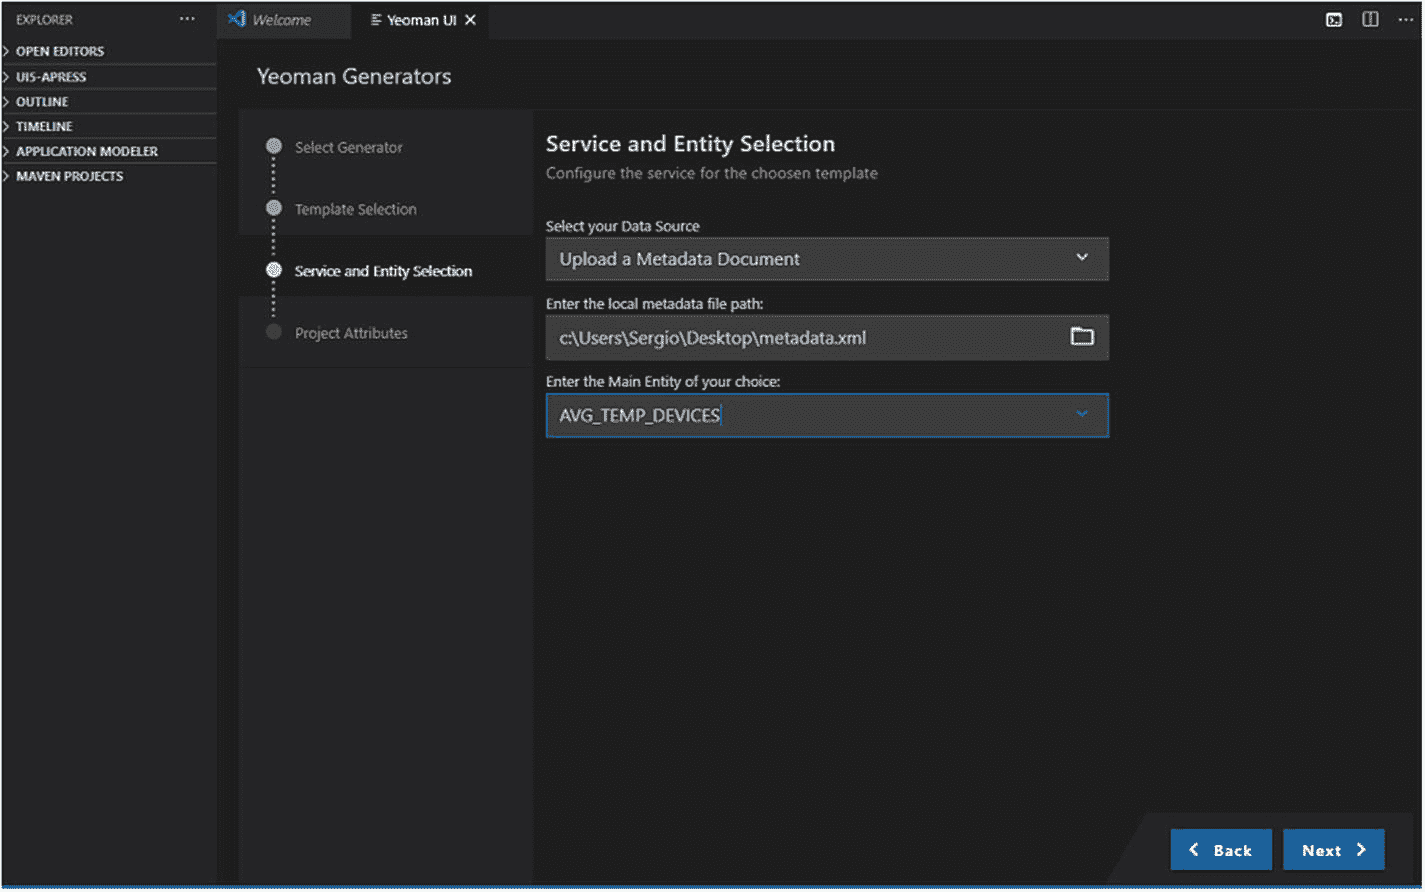 EXPLORER
OPEN EDITORS
UI5-APRESS
OUTLINE
TIMELINE
APPLICATION MODELER
MAVEN PROJECTS
Welcome
Yeoman UI
Yeoman Generators
Select Generator
Template Selection
Service and Entity Selection
Project Attributes
Service and Entity Selection
Configure the service for the choosen template
Select your Data Source
Upload a Metadata Document
Enter the local metadata file path:
c:\Users\Sergio\Desktop\metadata.xml
Enter the Main Entity of your choice:
AVG_TEMP_DEVICES
Back
Next